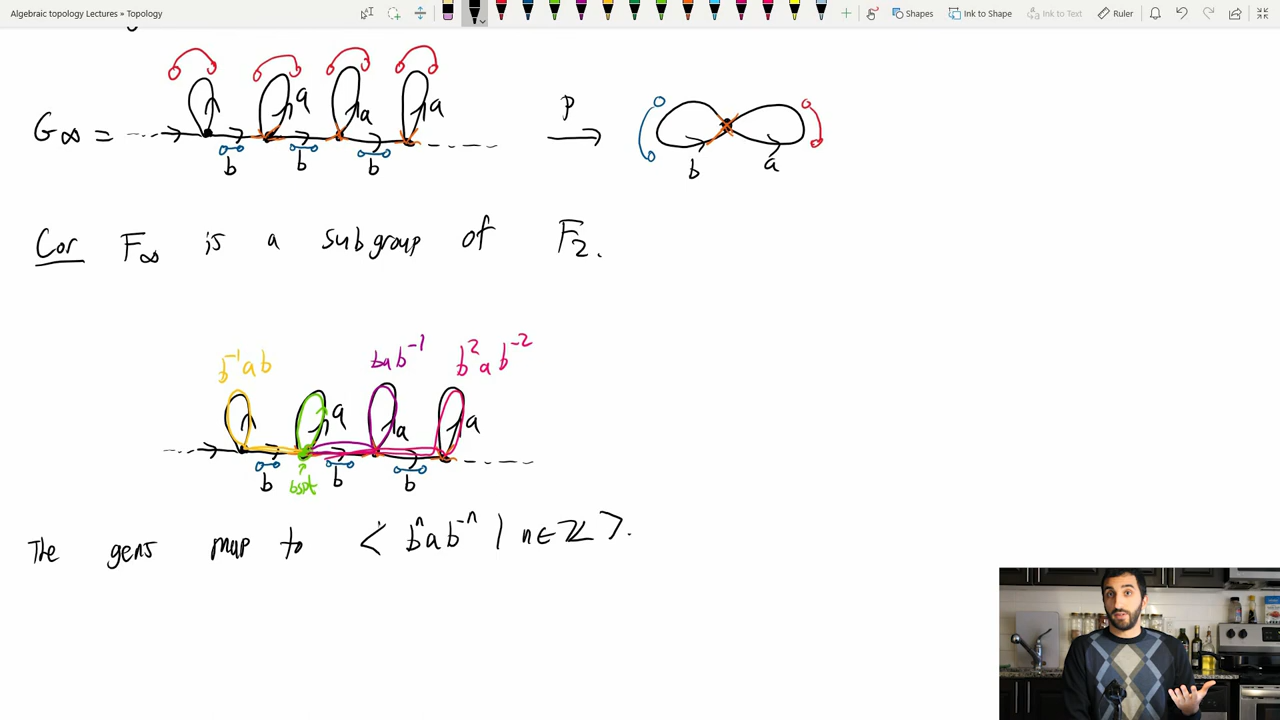 Algebraic topology Lectures » Topology
Shapes
Ink to Shape
Ink to Text
Ruler
G∞ =
a a a
b b b
p
b a
Cor F∞ is a subgroup of F₂.
b⁻¹ab bab⁻¹ b²ab⁻²
a a a
b b b
bspt
The gens map to < bⁿab⁻ⁿ | n∈ℤ >.